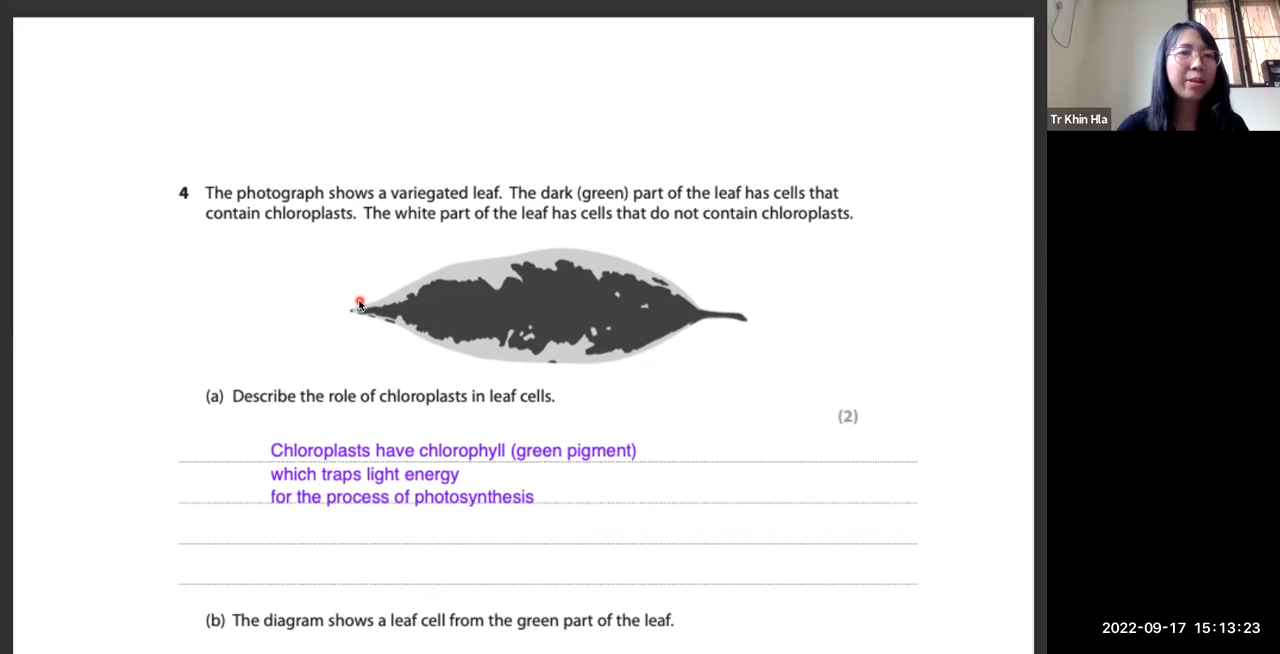 4 The photograph shows a variegated leaf. The dark (green) part of the leaf has cells that
contain chloroplasts. The white part of the leaf has cells that do not contain chloroplasts.
(a) Describe the role of chloroplasts in leaf cells.
(2)
Chloroplasts have chlorophyll (green pigment)
which traps light energy
for the process of photosynthesis
(b) The diagram shows a leaf cell from the green part of the leaf.
Tr Khin Hla
2022-09-17 15:13:23